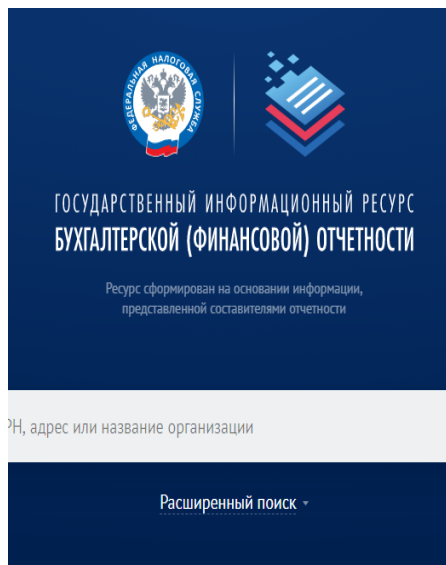 ФЕДЕРАЛЬНАЯ НАЛОГОВАЯ СЛУЖБА
ГОСУДАРСТВЕННЫЙ ИНФОРМАЦИОННЫЙ РЕСУРС
БУХГАЛТЕРСКОЙ (ФИНАНСОВОЙ) ОТЧЕТНОСТИ
Ресурс сформирован на основании информации,
представленной составителями отчетности
РН, адрес или название организации
Расширенный поиск